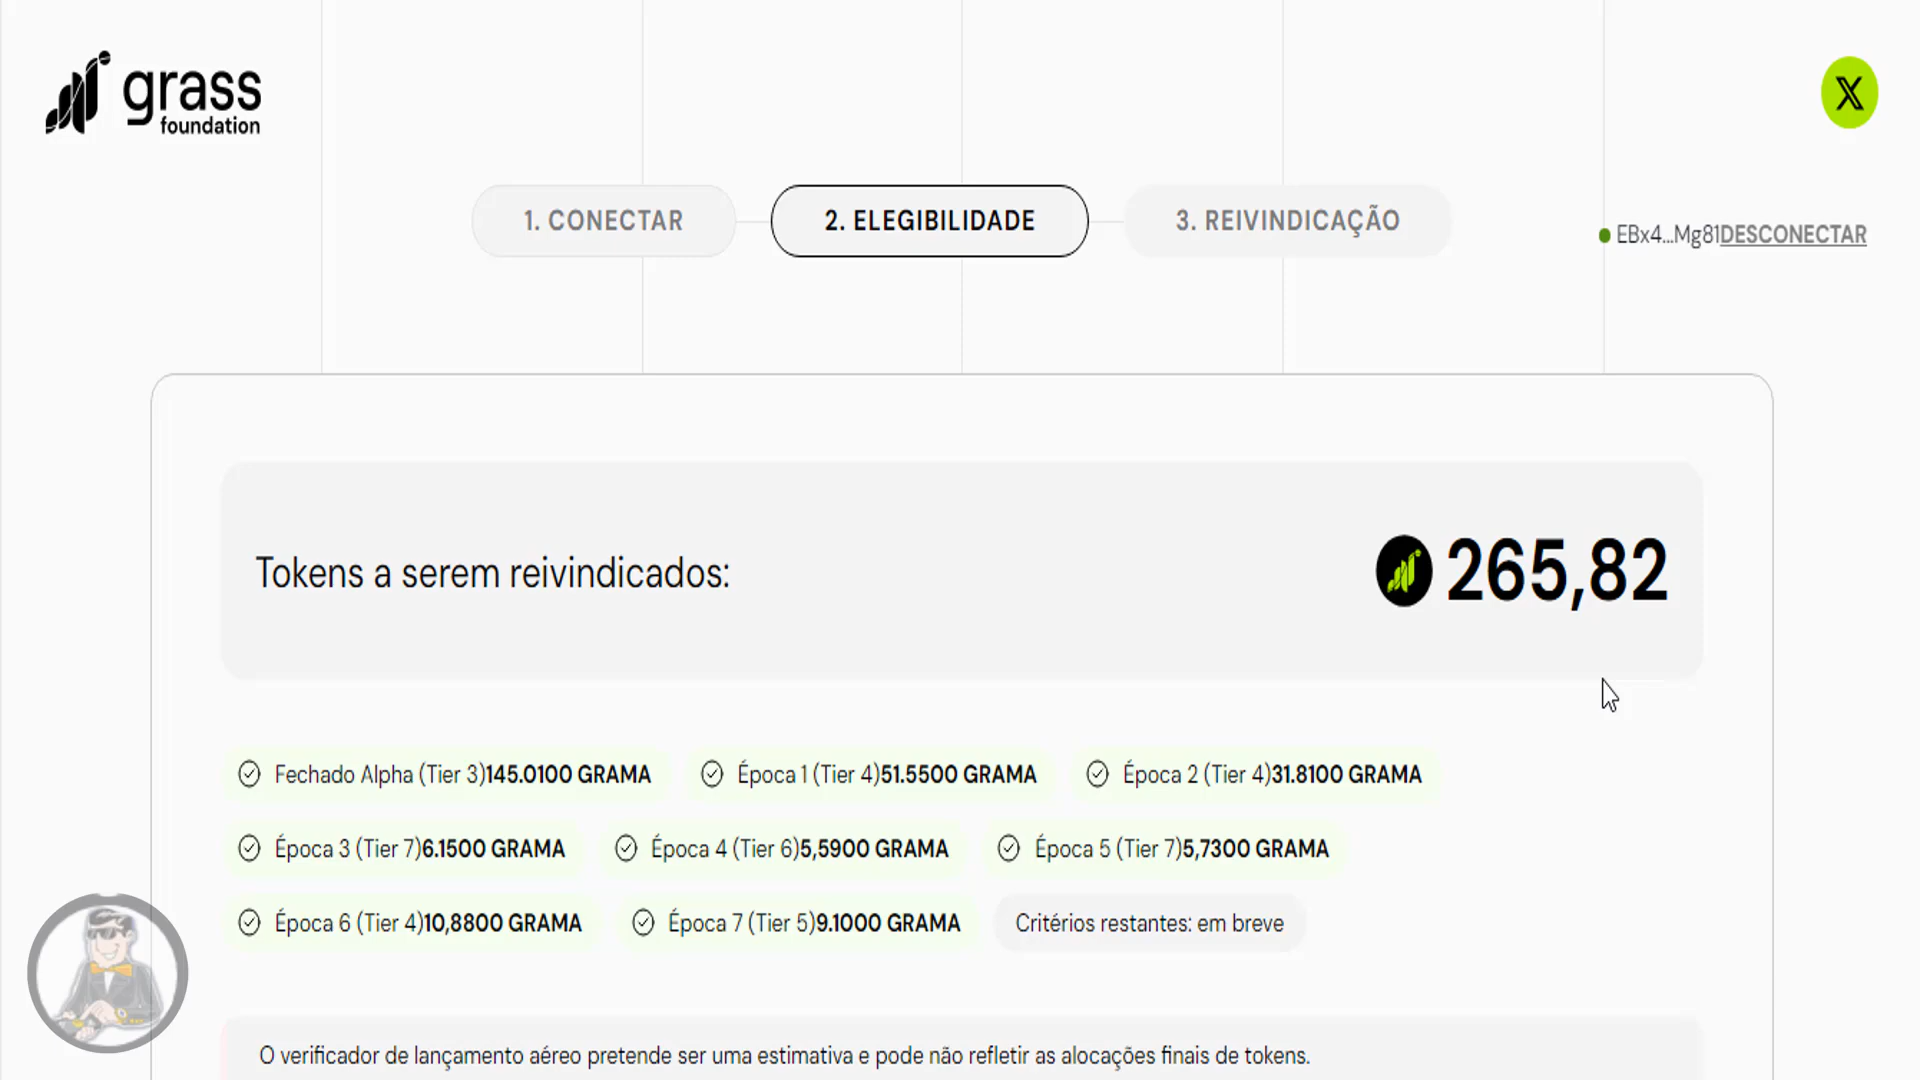 grass
foundation
X
1. CONECTAR
2. ELEGIBILIDADE
3. REIVINDICAÇÃO
EBx4...Mg81DESCONECTAR
Tokens a serem reivindicados:
265,82
Fechado Alpha (Tier 3)145.0100 GRAMA
Época 1 (Tier 4)51.5500 GRAMA
Época 2 (Tier 4)31.8100 GRAMA
Época 3 (Tier 7)6.1500 GRAMA
Época 4 (Tier 6)5,5900 GRAMA
Época 5 (Tier 7)5,7300 GRAMA
Época 6 (Tier 4)10,8800 GRAMA
Época 7 (Tier 5)9.1000 GRAMA
Critérios restantes: em breve
O verificador de lançamento aéreo pretende ser uma estimativa e pode não refletir as alocações finais de tokens.